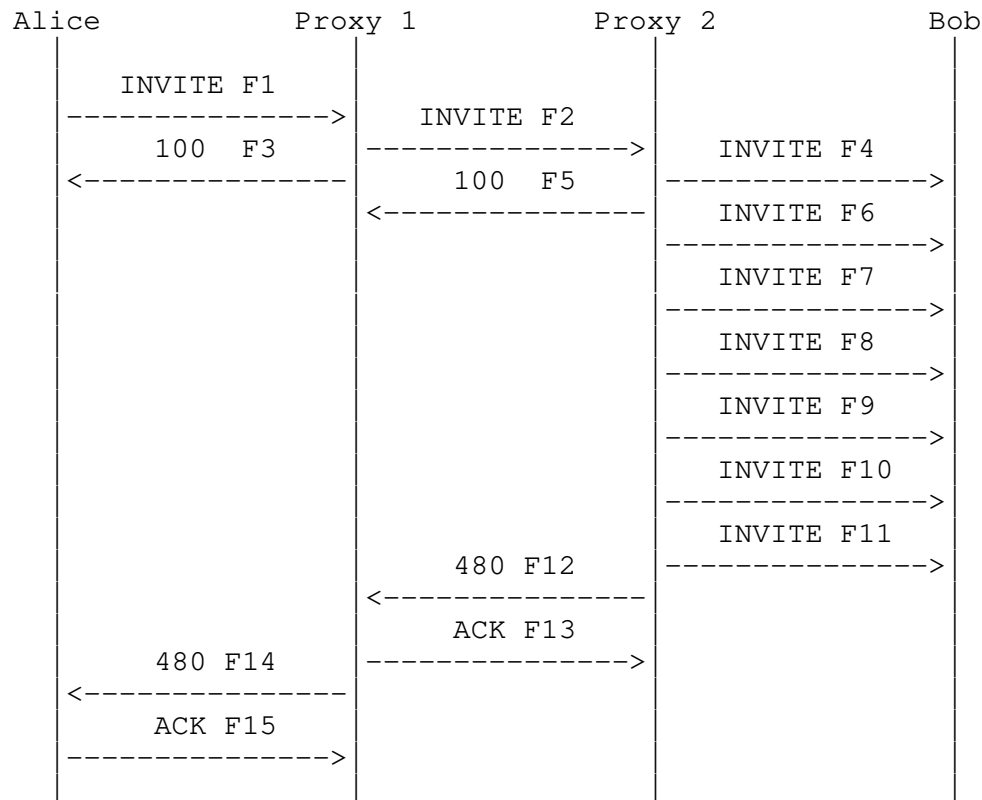 Alice Proxy 1 Proxy 2 Bob
INVITE F1
INVITE F2
100 F3 INVITE F4
100 F5
INVITE F6
INVITE F7
INVITE F8
INVITE F9
INVITE F10
INVITE F11
480 F12
ACK F13
480 F14
ACK F15